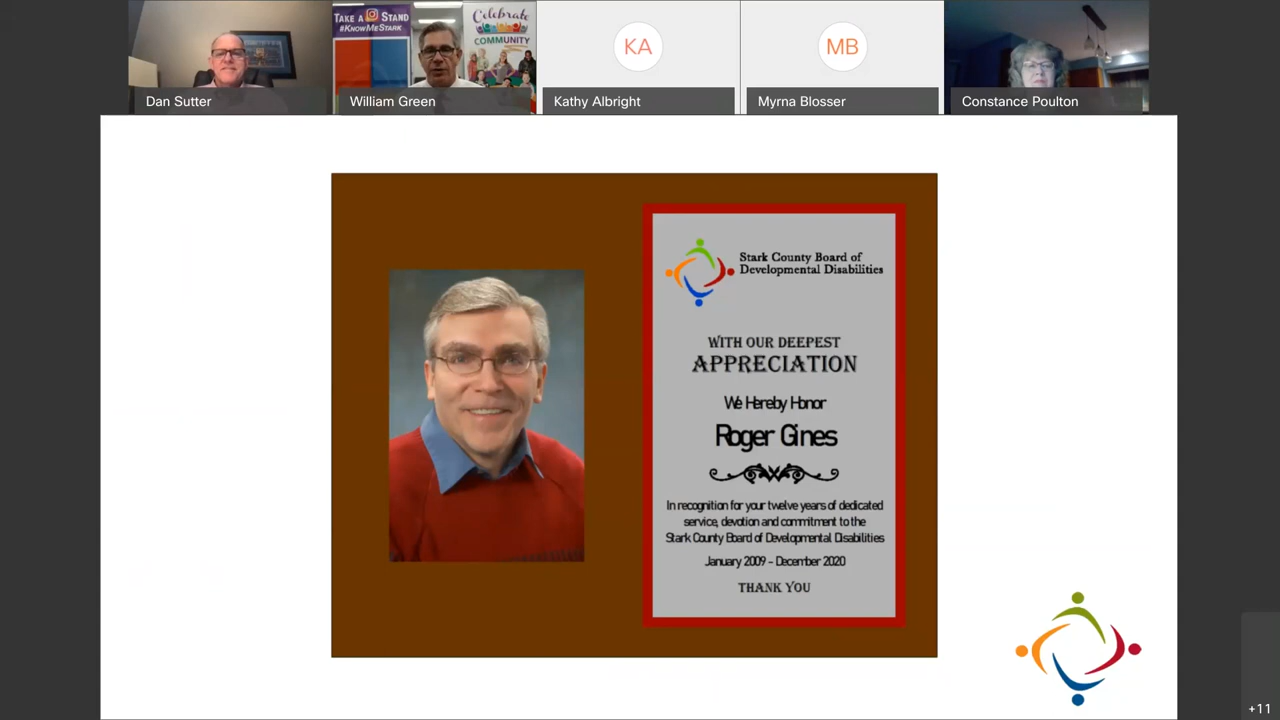 TAKE A STAND
#KNOWMESTARK
Celebrate
COMMUNITY
KA
MB
Dan Sutter
William Green
Kathy Albright
Myrna Blosser
Constance Poulton
Stark County Board of
Developmental Disabilities
WITH OUR DEEPEST
APPRECIATION
We Hereby Honor
Roger Gines
In recognition for your twelve years of dedicated
service, devotion and commitment to the
Stark County Board of Developmental Disabilities
January 2009 - December 2020
THANK YOU
+11